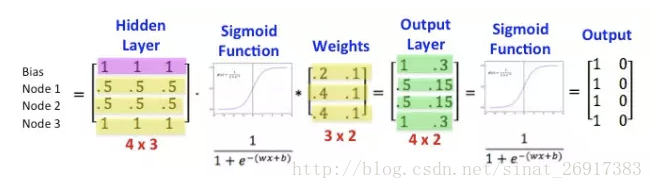 Hidden Layer
Sigmoid Function
Weights
Output Layer
Sigmoid Function
Output
Bias
Node 1
Node 2
Node 3
1 1 1
.5 .5 .5
.5 .5 .5
1 1 1
4 x 3
.
1
1 + e^-(wx+b)
*
.2 .1
.4 .1
.4 .1
3 x 2
=
1 .3
.5 .15
.5 .15
1 .3
4 x 2
=
1
1 + e^-(wx+b)
=
1 0
1 0
1 0
1 0
http://blog.csdn.net/sinat_26917383